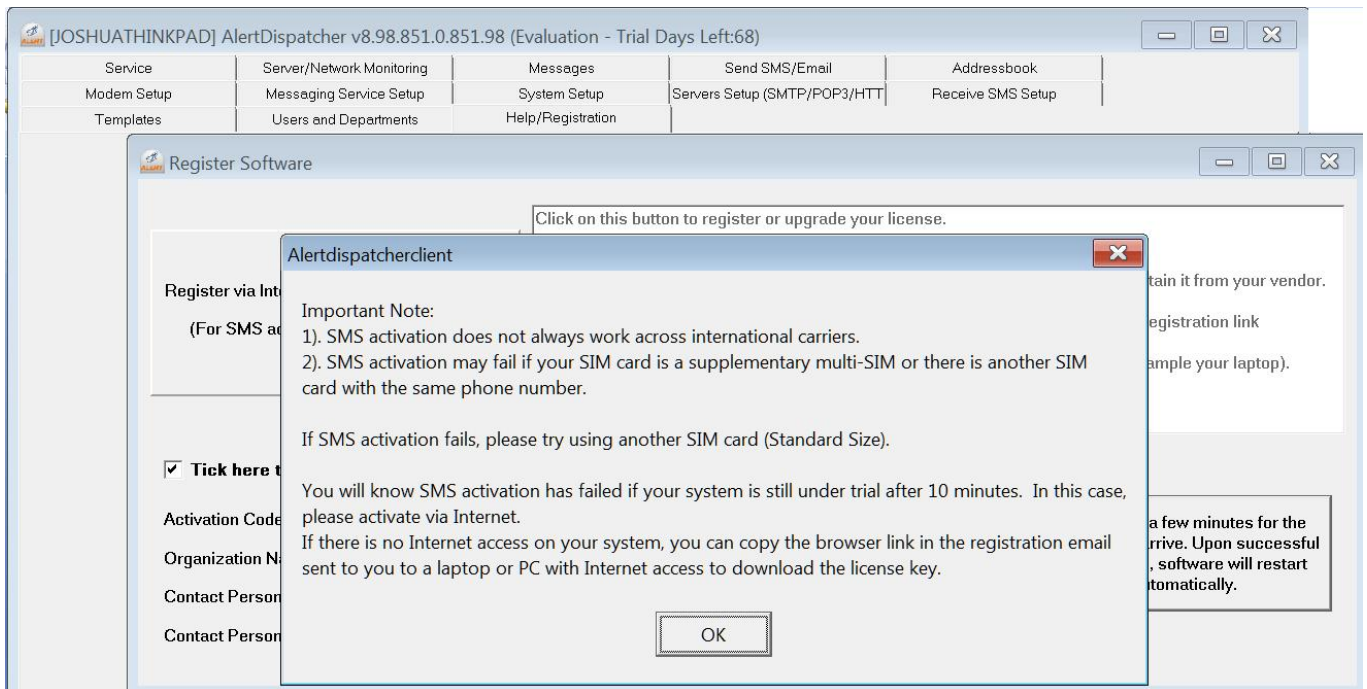 [JOSHUATHINKPAD] AlertDispatcher v8.98.851.0.851.98 (Evaluation - Trial Days Left:68)
Service Server/Network Monitoring Messages Send SMS/Email Addressbook
Modem Setup Messaging Service Setup System Setup Servers Setup (SMTP/POP3/HTT Receive SMS Setup
Templates Users and Departments Help/Registration
Register Software
Click on this button to register or upgrade your license.
Alertdispatcherclient
Register via Int
(For SMS a
tain it from your vendor.
egistration link
ample your laptop).
Important Note:
1). SMS activation does not always work across international carriers.
2). SMS activation may fail if your SIM card is a supplementary multi-SIM or there is another SIM
card with the same phone number.
If SMS activation fails, please try using another SIM card (Standard Size).
You will know SMS activation has failed if your system is still under trial after 10 minutes. In this case,
please activate via Internet.
If there is no Internet access on your system, you can copy the browser link in the registration email
sent to you to a laptop or PC with Internet access to download the license key.
OK
Tick here t
Activation Code
Organization N
Contact Person
Contact Person
a few minutes for the
rrive. Upon successful
, software will restart
tomatically.